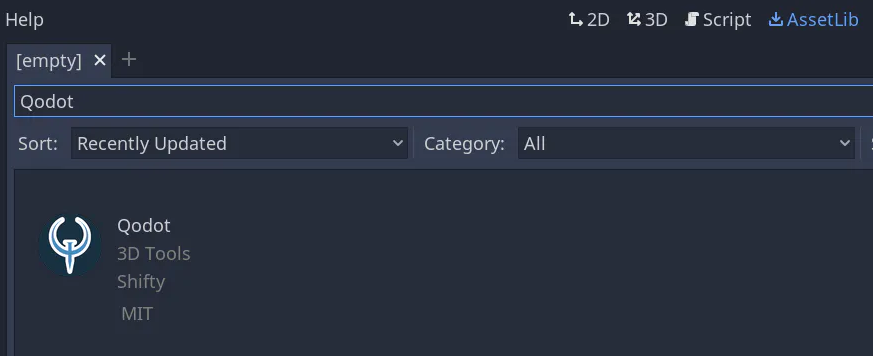 Help 2D 3D Script AssetLib
[empty]
Qodot
Sort: Recently Updated Category: All
Qodot
3D Tools
Shifty
MIT